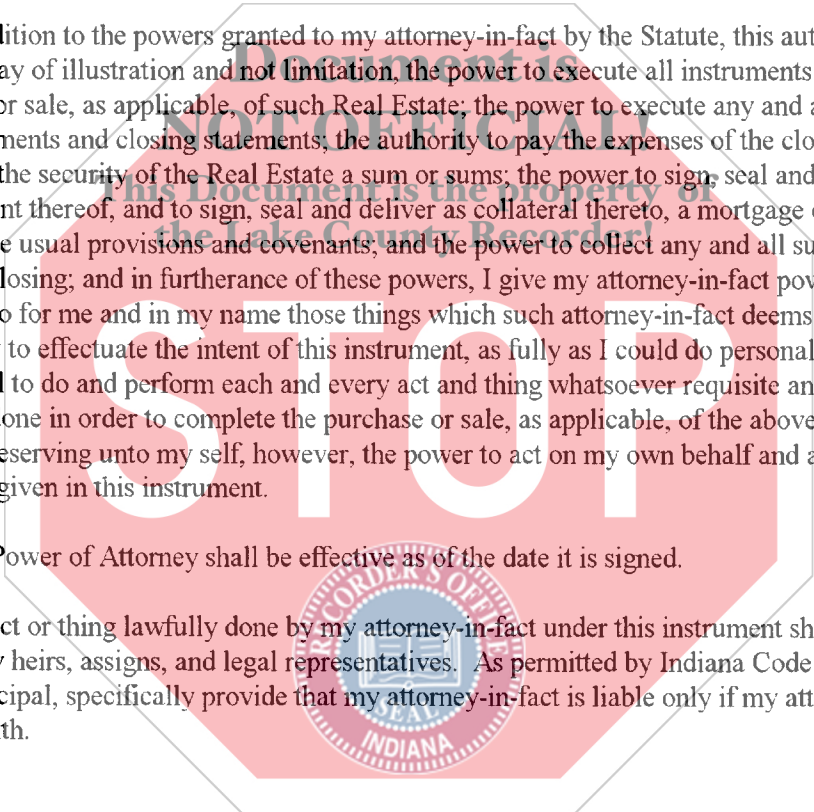 lition to the powers granted to my attorney-in-fact by the Statute, this aut
ay of illustration and not limitation, the power to execute all instruments
or sale, as applicable, of such Real Estate; the power to execute any and a
ments and closing statements; the authority to pay the expenses of the clo
the security of the Real Estate a sum or sums; the power to sign, seal and
nt thereof, and to sign, seal and deliver as collateral thereto, a mortgage
e usual provisions and covenants; and the power to collect any and all su
losing; and in furtherance of these powers, I give my attorney-in-fact pov
o for me and in my name those things which such attorney-in-fact deems
to effectuate the intent of this instrument, as fully as I could do personal
l to do and perform each and every act and thing whatsoever requisite an
one in order to complete the purchase or sale, as applicable, of the above
eserving unto my self, however, the power to act on my own behalf and a
given in this instrument.
Power of Attorney shall be effective as of the date it is signed.
ct or thing lawfully done by my attorney-in-fact under this instrument sh
heirs, assigns, and legal representatives. As permitted by Indiana Code
cipal, specifically provide that my attorney-in-fact is liable only if my att
th.
Document is
NOT OFFICIAL!
This Document is the property of
the Lake County Recorder!
STOP
RECORDER'S OFFICE
SEAL
INDIANA